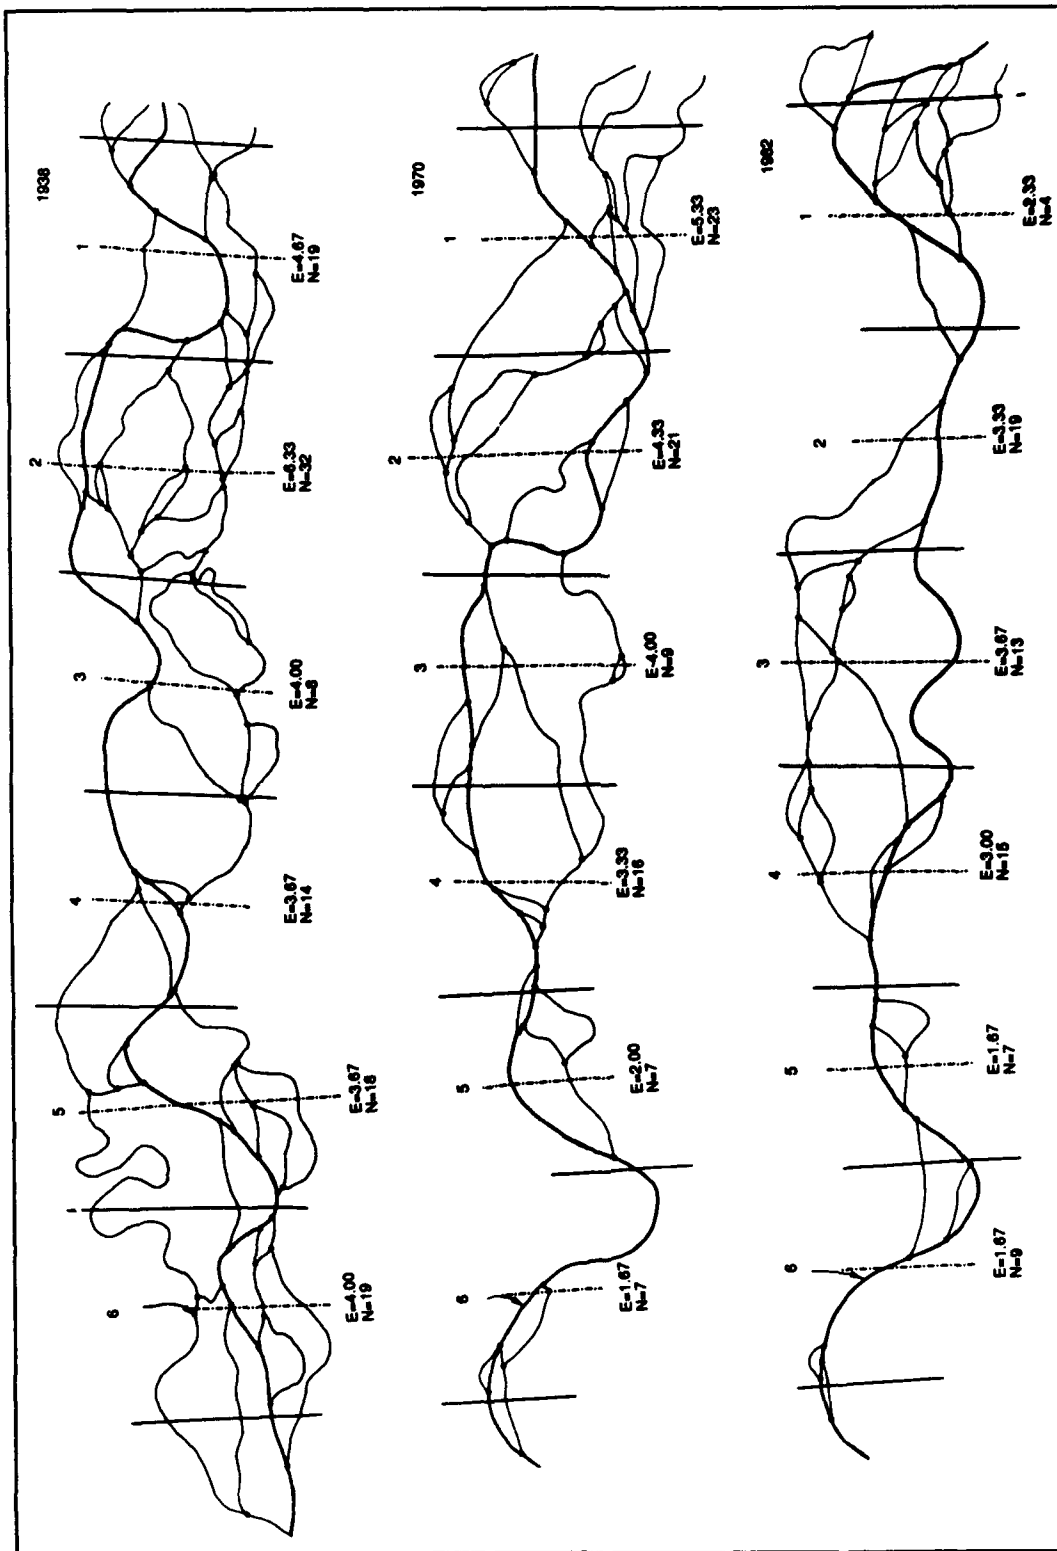 1938
6
5
4
3
2
1
E=4.00
N=19
E=3.67
N=18
E=3.67
N=14
E=4.00
N=8
E=6.33
N=32
E=4.67
N=19
1970
6
5
4
3
2
1
E=1.67
N=7
E=2.00
N=7
E=3.33
N=16
E-4.00
N=9
E=4.33
N=21
E=5.33
N=23
1982
6
5
4
3
2
1
E=1.67
N=9
E=1.67
N=7
E=3.00
N=15
E=3.67
N=13
E=3.33
N=19
E=2.33
N=4